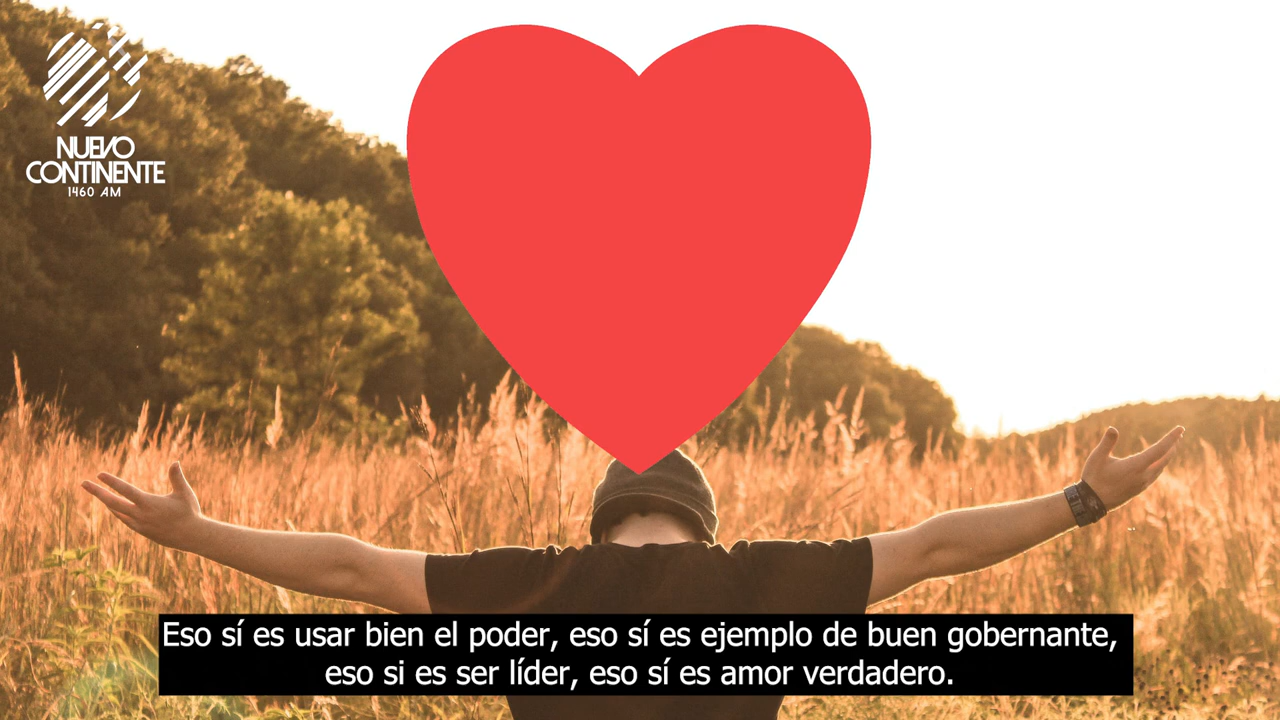 NUEVO
CONTINENTE
1460 AM
Eso sí es usar bien el poder, eso sí es ejemplo de buen gobernante,
eso si es ser líder, eso sí es amor verdadero.